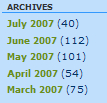 ARCHIVES
July 2007 (40)
June 2007 (112)
May 2007 (101)
April 2007 (54)
March 2007 (75)